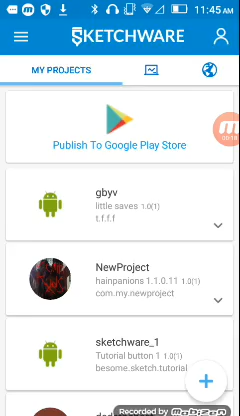 11:45 AM
SKETCHWARE
MY PROJECTS
Publish To Google Play Store
gbyv
little saves 1.0(1)
t.f.f.f
NewProject
hainpanions 1.1.0.11 1.0(1)
com.my.newproject
sketchware_1
Tutorial button 1 1.0(1)
besome.sketch.tutorial
Recorded by
MOBIZEN